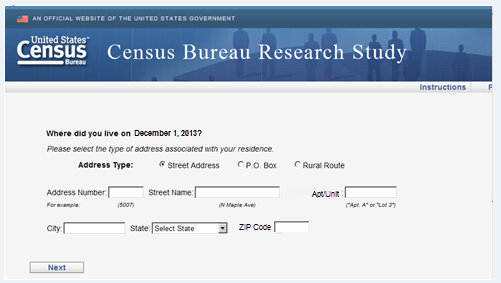 AN OFFICIAL WEBSITE OF THE UNITED STATES GOVERNMENT
United States
Census
Bureau
Census Bureau Research Study
Instructions F
Where did you live on December 1, 2013?
Please select the type of address associated with your residence.
Address Type: Street Address P.O. Box Rural Route
Address Number: Street Name: Apt/Unit
For example: (5007) (N Maple Ave) ("Apt. A" or "Lot 3")
City: State: Select State ZIP Code
Next